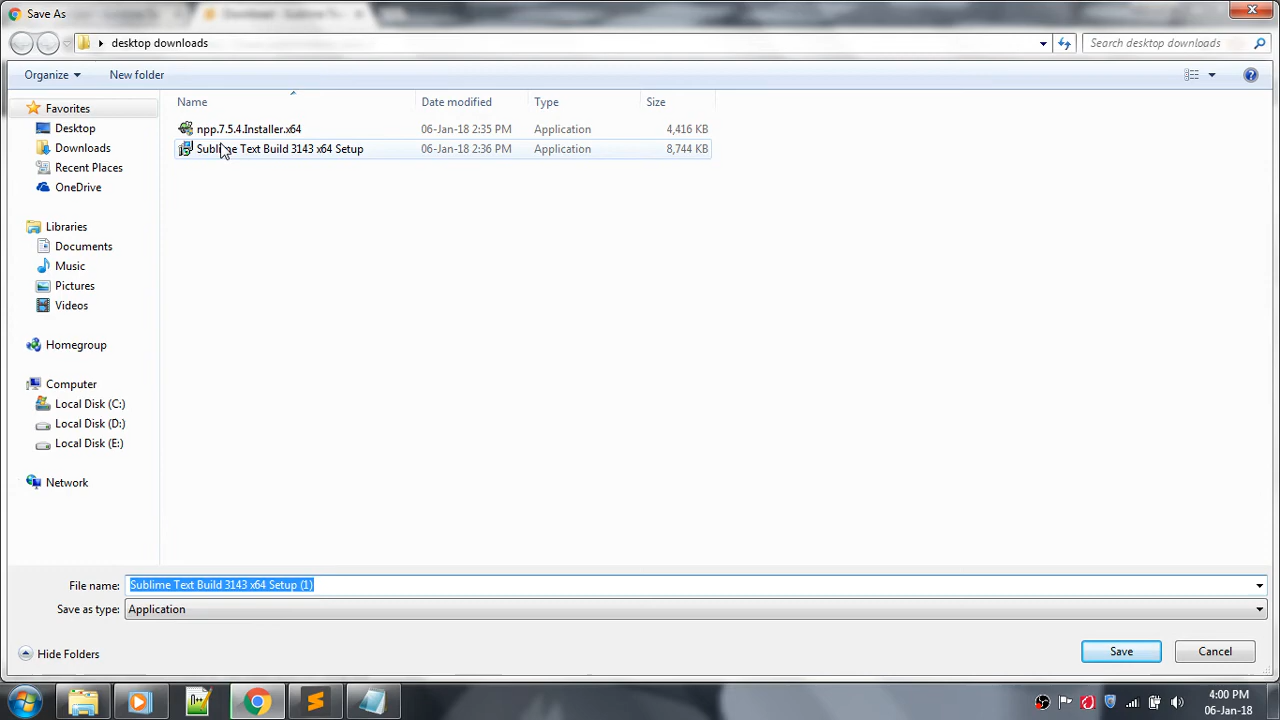 Save As
desktop downloads
Search desktop downloads
Organize
New folder
Name Date modified Type Size
npp.7.5.4.Installer.x64 06-Jan-18 2:35 PM Application 4,416 KB
Sublime Text Build 3143 x64 Setup 06-Jan-18 2:36 PM Application 8,744 KB
Favorites
Desktop
Downloads
Recent Places
OneDrive
Libraries
Documents
Music
Pictures
Videos
Homegroup
Computer
Local Disk (C:)
Local Disk (D:)
Local Disk (E:)
Network
File name: Sublime Text Build 3143 x64 Setup (1)
Save as type: Application
Hide Folders
Save
Cancel
4:00 PM
06-Jan-18